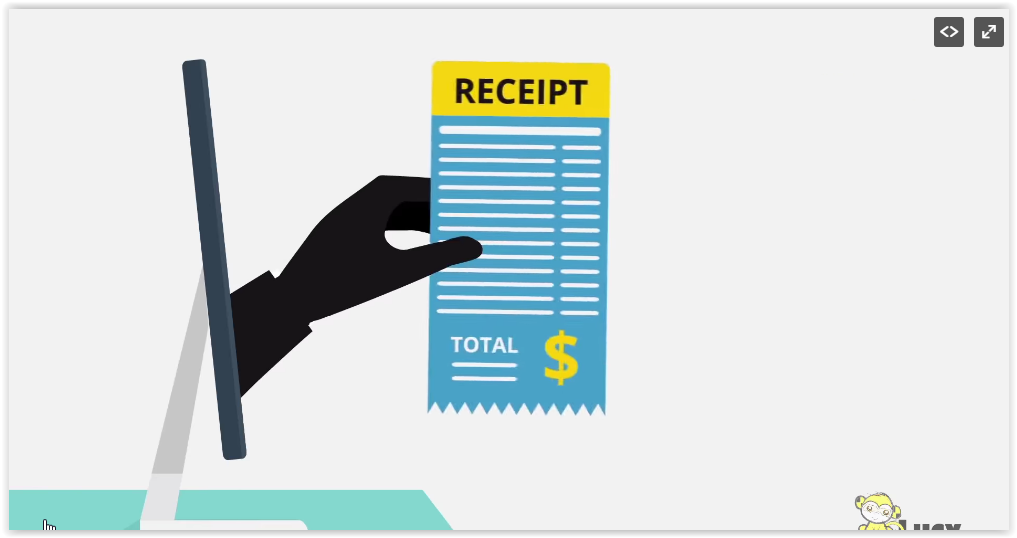 RECEIPT
TOTAL
$